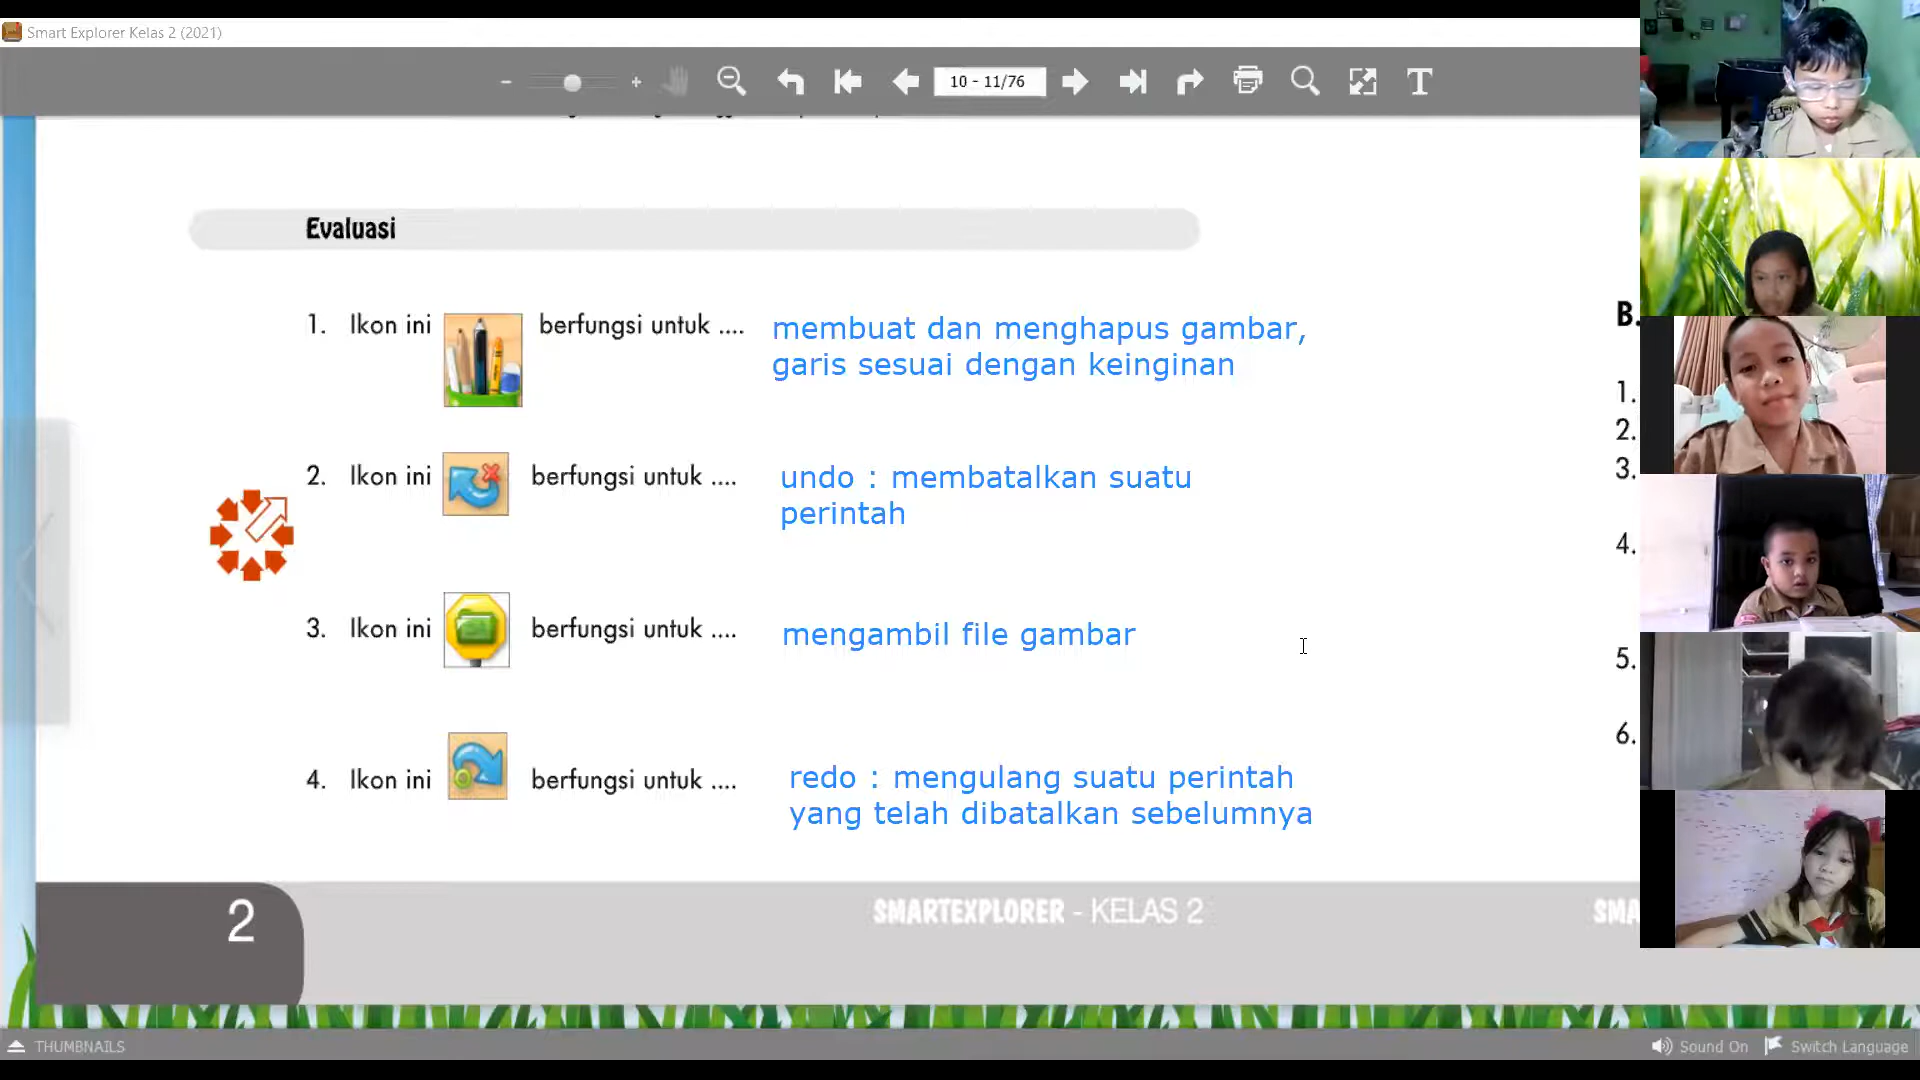 Smart Explorer Kelas 2 (2021)
10 - 11/76
T
Evaluasi
1. Ikon ini berfungsi untuk .... membuat dan menghapus gambar,
garis sesuai dengan keinginan
2. Ikon ini berfungsi untuk .... undo : membatalkan suatu
perintah
3. Ikon ini berfungsi untuk .... mengambil file gambar
4. Ikon ini berfungsi untuk .... redo : mengulang suatu perintah
yang telah dibatalkan sebelumnya
B.
1.
2.
3.
4.
5.
6.
2
SMARTEXPLORER - KELAS 2
SMA
THUMBNAILS
Sound On
Switch Language